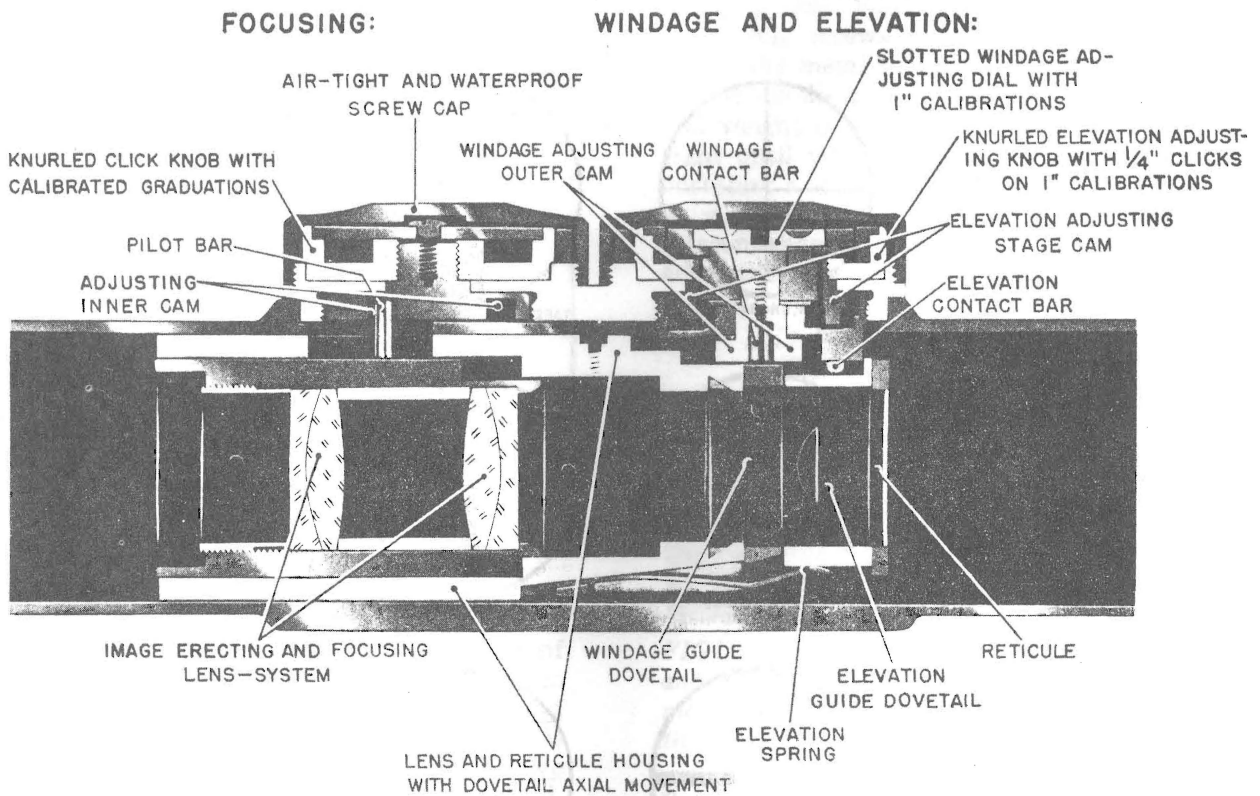 FOCUSING:
WINDAGE AND ELEVATION:
AIR-TIGHT AND WATERPROOF
SCREW CAP
SLOTTED WINDAGE AD-
JUSTING DIAL WITH
1" CALIBRATIONS
KNURLED CLICK KNOB WITH
CALIBRATED GRADUATIONS
WINDAGE ADJUSTING
OUTER CAM
WINDAGE
CONTACT BAR
KNURLED ELEVATION ADJUST-
ING KNOB WITH 1/4" CLICKS
ON 1" CALIBRATIONS
PILOT BAR
ELEVATION ADJUSTING
STAGE CAM
ADJUSTING
INNER CAM
ELEVATION
CONTACT BAR
IMAGE ERECTING AND FOCUSING
LENS-SYSTEM
WINDAGE GUIDE
DOVETAIL
ELEVATION
GUIDE DOVETAIL
RETICULE
ELEVATION
SPRING
LENS AND RETICULE HOUSING
WITH DOVETAIL AXIAL MOVEMENT